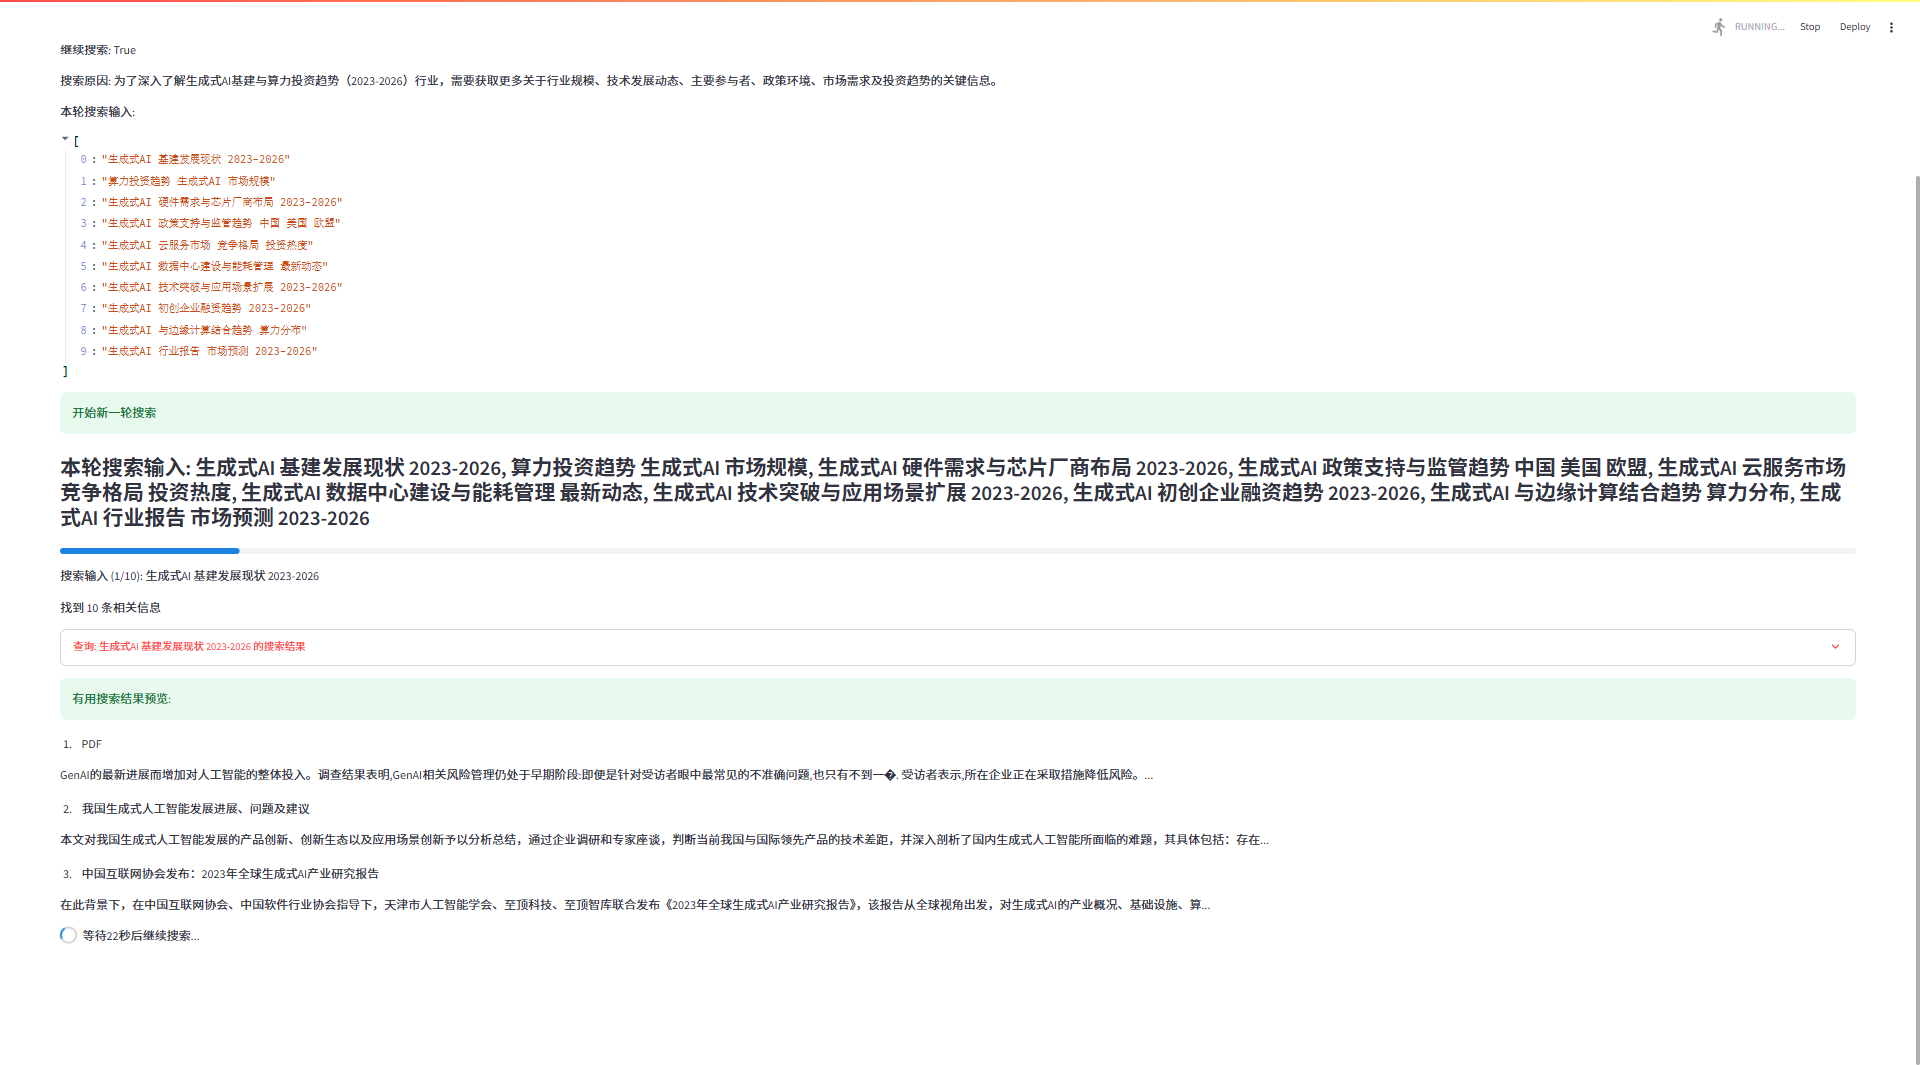 RUNNING...
Stop
Deploy
继续搜索: True
搜索原因: 为了深入了解生成式AI基建与算力投资趋势（2023-2026）行业，需要获取更多关于行业规模、技术发展动态、主要参与者、政策环境、市场需求及投资趋势的关键信息。
本轮搜索输入:
[
0 : "生成式AI 基建发展现状 2023-2026"
1 : "算力投资趋势 生成式AI 市场规模"
2 : "生成式AI 硬件需求与芯片厂商布局 2023-2026"
3 : "生成式AI 政策支持与监管趋势 中国 美国 欧盟"
4 : "生成式AI 云服务市场 竞争格局 投资热度"
5 : "生成式AI 数据中心建设与能耗管理 最新动态"
6 : "生成式AI 技术突破与应用场景扩展 2023-2026"
7 : "生成式AI 初创企业融资趋势 2023-2026"
8 : "生成式AI 与边缘计算结合趋势 算力分布"
9 : "生成式AI 行业报告 市场预测 2023-2026"
]
开始新一轮搜索
本轮搜索输入: 生成式AI 基建发展现状 2023-2026, 算力投资趋势 生成式AI 市场规模, 生成式AI 硬件需求与芯片厂商布局 2023-2026, 生成式AI 政策支持与监管趋势 中国 美国 欧盟, 生成式AI 云服务市场
竞争格局 投资热度, 生成式AI 数据中心建设与能耗管理 最新动态, 生成式AI 技术突破与应用场景扩展 2023-2026, 生成式AI 初创企业融资趋势 2023-2026, 生成式AI 与边缘计算结合趋势 算力分布, 生成
式AI 行业报告 市场预测 2023-2026
搜索输入 (1/10): 生成式AI 基建发展现状 2023-2026
找到 10 条相关信息
查询: 生成式AI 基建发展现状 2023-2026 的搜索结果
有用搜索结果预览:
1. PDF
GenAI的最新进展而增加对人工智能的整体投入。调查结果表明,GenAI相关风险管理仍处于早期阶段:即便是针对受访者眼中最常见的不准确问题,也只有不到一�. 受访者表示,所在企业正在采取措施降低风险。...
2. 我国生成式人工智能发展进展、问题及建议
本文对我国生成式人工智能发展的产品创新、创新生态以及应用场景创新予以分析总结，通过企业调研和专家座谈，判断当前我国与国际领先产品的技术差距，并深入剖析了国内生成式人工智能所面临的难题，其具体包括：存在...
3. 中国互联网协会发布：2023年全球生成式AI产业研究报告
在此背景下，在中国互联网协会、中国软件行业协会指导下，天津市人工智能学会、至顶科技、至顶智库联合发布《2023年全球生成式AI产业研究报告》，该报告从全球视角出发，对生成式AI的产业概况、基础设施、算...
等待22秒后继续搜索...